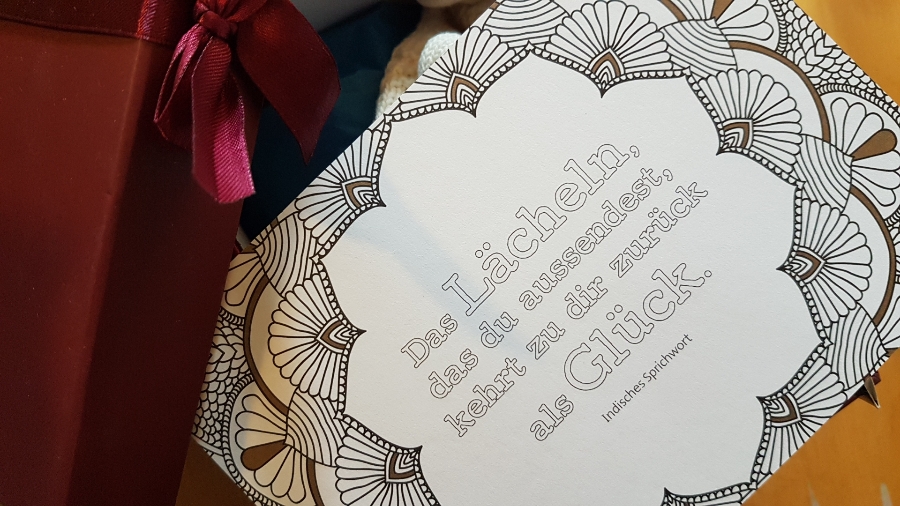 Das Lächeln,
das du aussendest,
kehrt zu dir zurück
als Glück.
Indisches Sprichwort